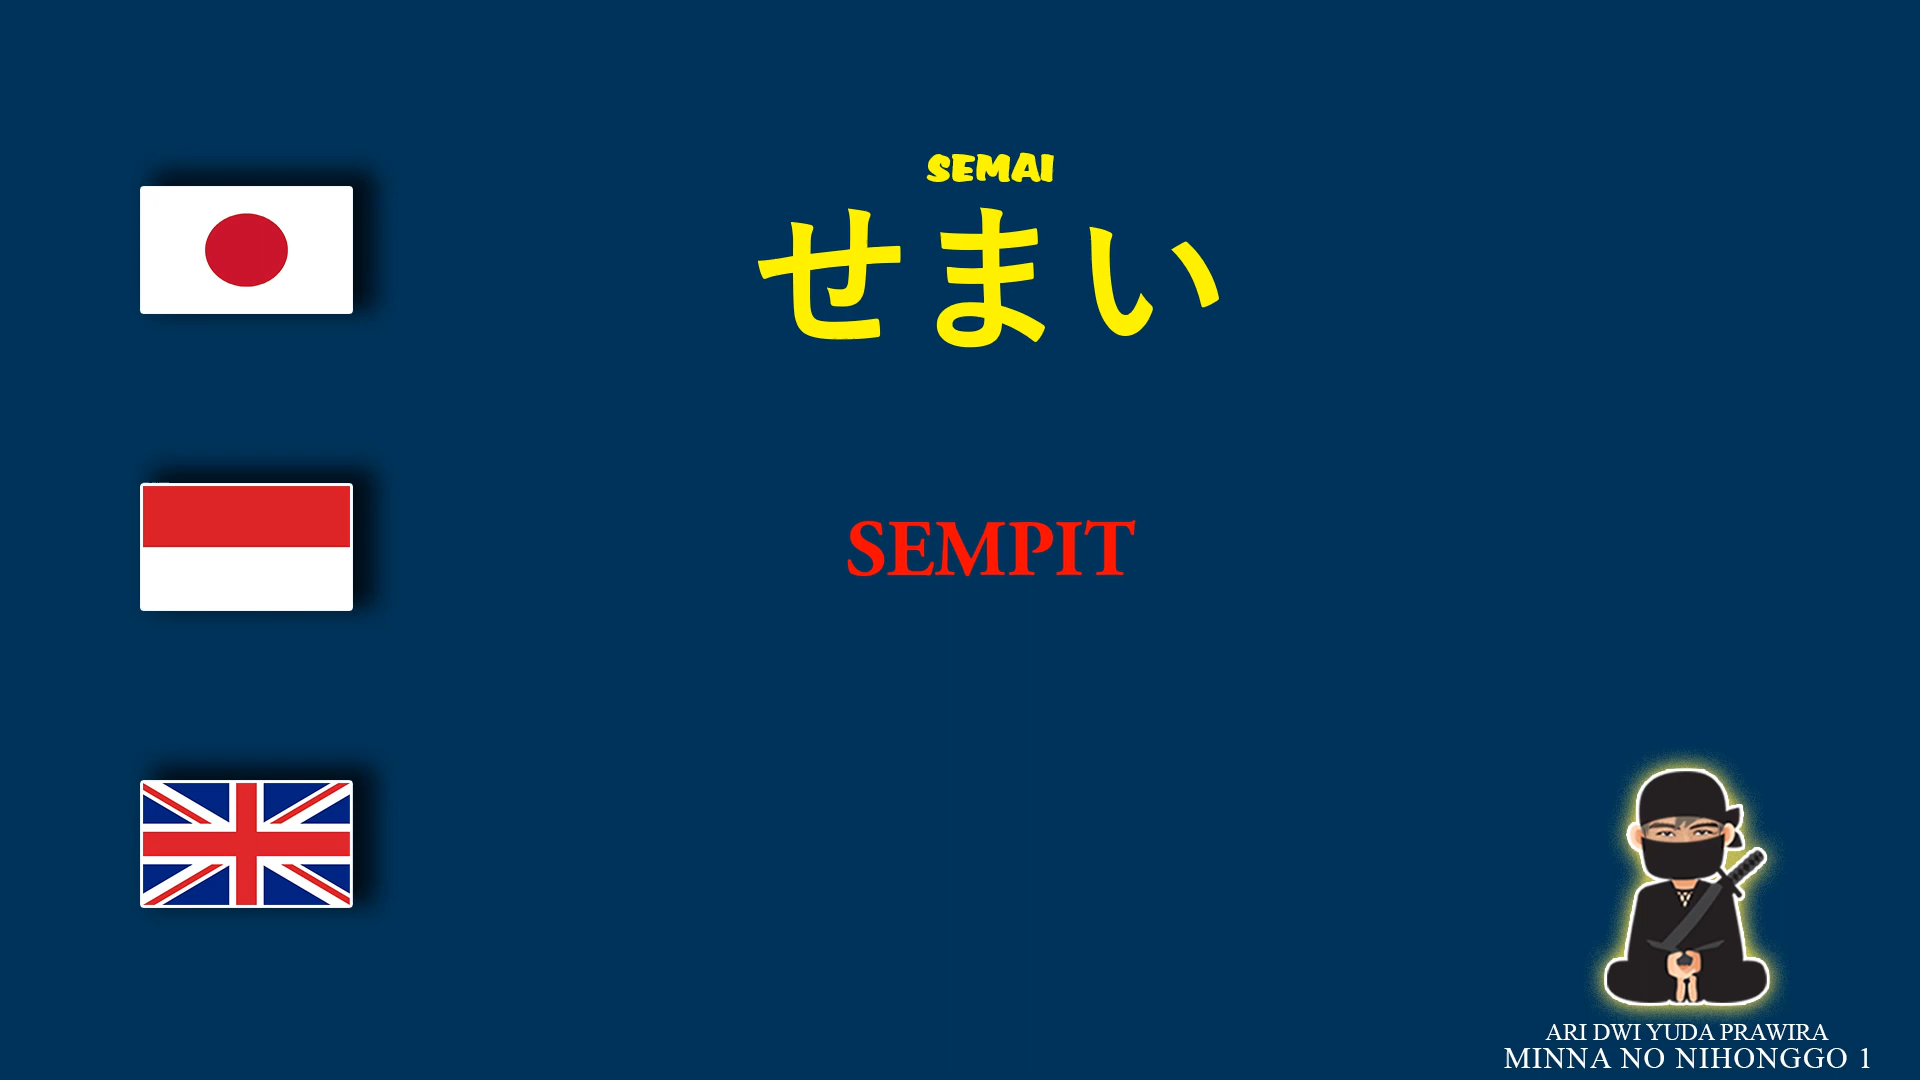 SEMAI
せまい
SEMPIT
ARI DWI YUDA PRAWIRA
MINNA NO NIHONGGO 1